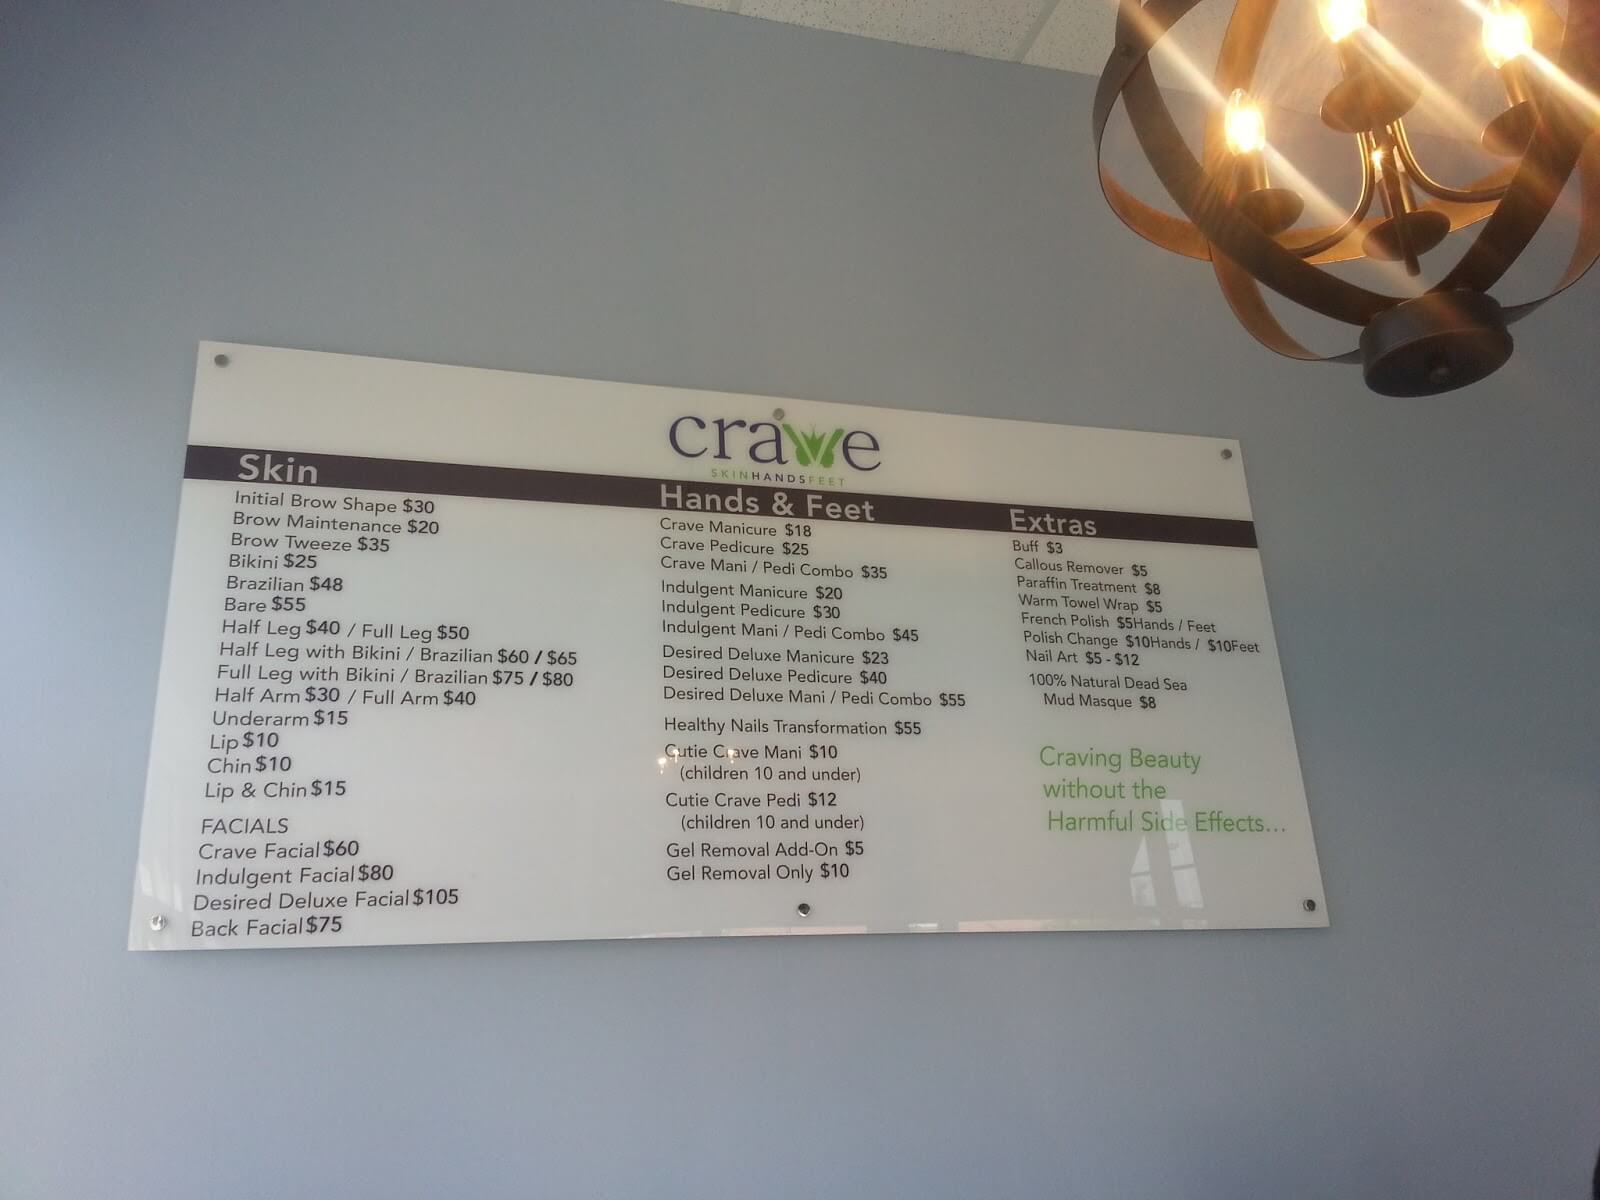 crave
SKINHANDSFEET
Skin
Initial Brow Shape $30
Brow Maintenance $20
Brow Tweeze $35
Bikini $25
Brazilian $48
Bare $55
Half Leg $40 / Full Leg $50
Half Leg with Bikini / Brazilian $60 / $65
Full Leg with Bikini / Brazilian $75 / $80
Half Arm $30 / Full Arm $40
Underarm $15
Lip $10
Chin $10
Lip & Chin $15
FACIALS
Crave Facial $60
Indulgent Facial $80
Desired Deluxe Facial $105
Back Facial $75
Hands & Feet
Crave Manicure $18
Crave Pedicure $25
Crave Mani / Pedi Combo $35
Indulgent Manicure $20
Indulgent Pedicure $30
Indulgent Mani / Pedi Combo $45
Desired Deluxe Manicure $23
Desired Deluxe Pedicure $40
Desired Deluxe Mani / Pedi Combo $55
Healthy Nails Transformation $55
Cutie Crave Mani $10
(children 10 and under)
Cutie Crave Pedi $12
(children 10 and under)
Gel Removal Add-On $5
Gel Removal Only $10
Extras
Buff $3
Callous Remover $5
Paraffin Treatment $8
Warm Towel Wrap $5
French Polish $5Hands / Feet
Polish Change $10Hands / $10Feet
Nail Art $5 - $12
100% Natural Dead Sea
Mud Masque $8
Craving Beauty
without the
Harmful Side Effects...